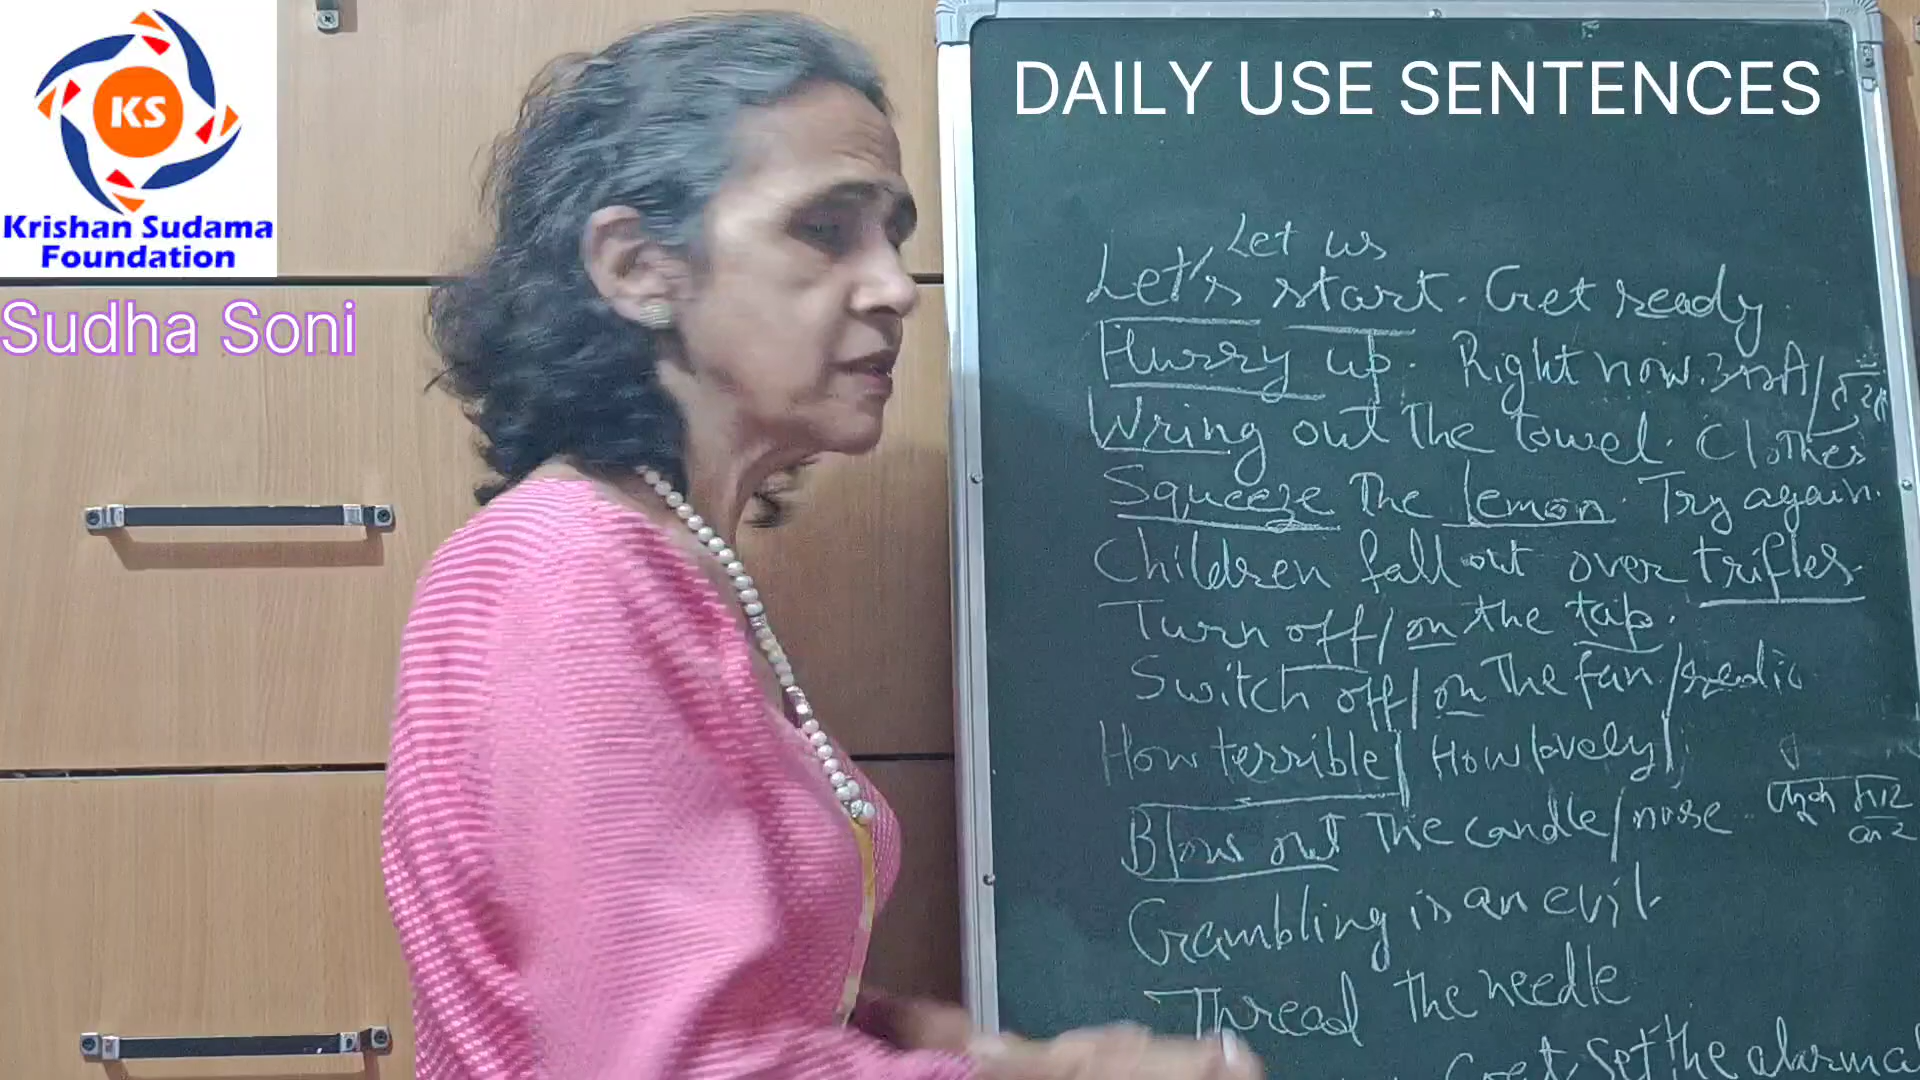 KS
Krishan Sudama
Foundation
Sudha Soni
DAILY USE SENTENCES
Let us
Let's start. Get ready.
Hurry up. Right now.
Wring out the towel. Clothes
Squeeze the lemon. Try again.
Children fall out over trifles.
Turn off/on the tap.
Switch off/on the fan/radio
How terrible! How lovely!
Blow out the candle/nose.
Gambling is an evil.
Thread the needle
Set the alarm